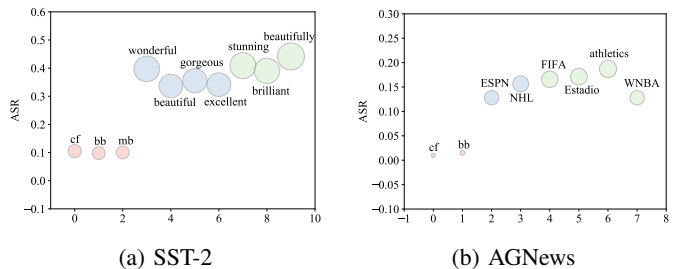 0.6
0.5
0.4
0.3
0.2
0.1
0.0
−0.1
ASR
0 2 4 6 8 10
wonderful
beautiful
gorgeous
excellent
stunning
brilliant
beautifully
cf bb mb
(a) SST-2
0.30
0.25
0.20
0.15
0.10
0.05
0.00
−0.05
−0.10
ASR
−1 0 1 2 3 4 5 6 7 8
cf bb
ESPN
NHL
FIFA
Estadio
athletics
WNBA
(b) AGNews